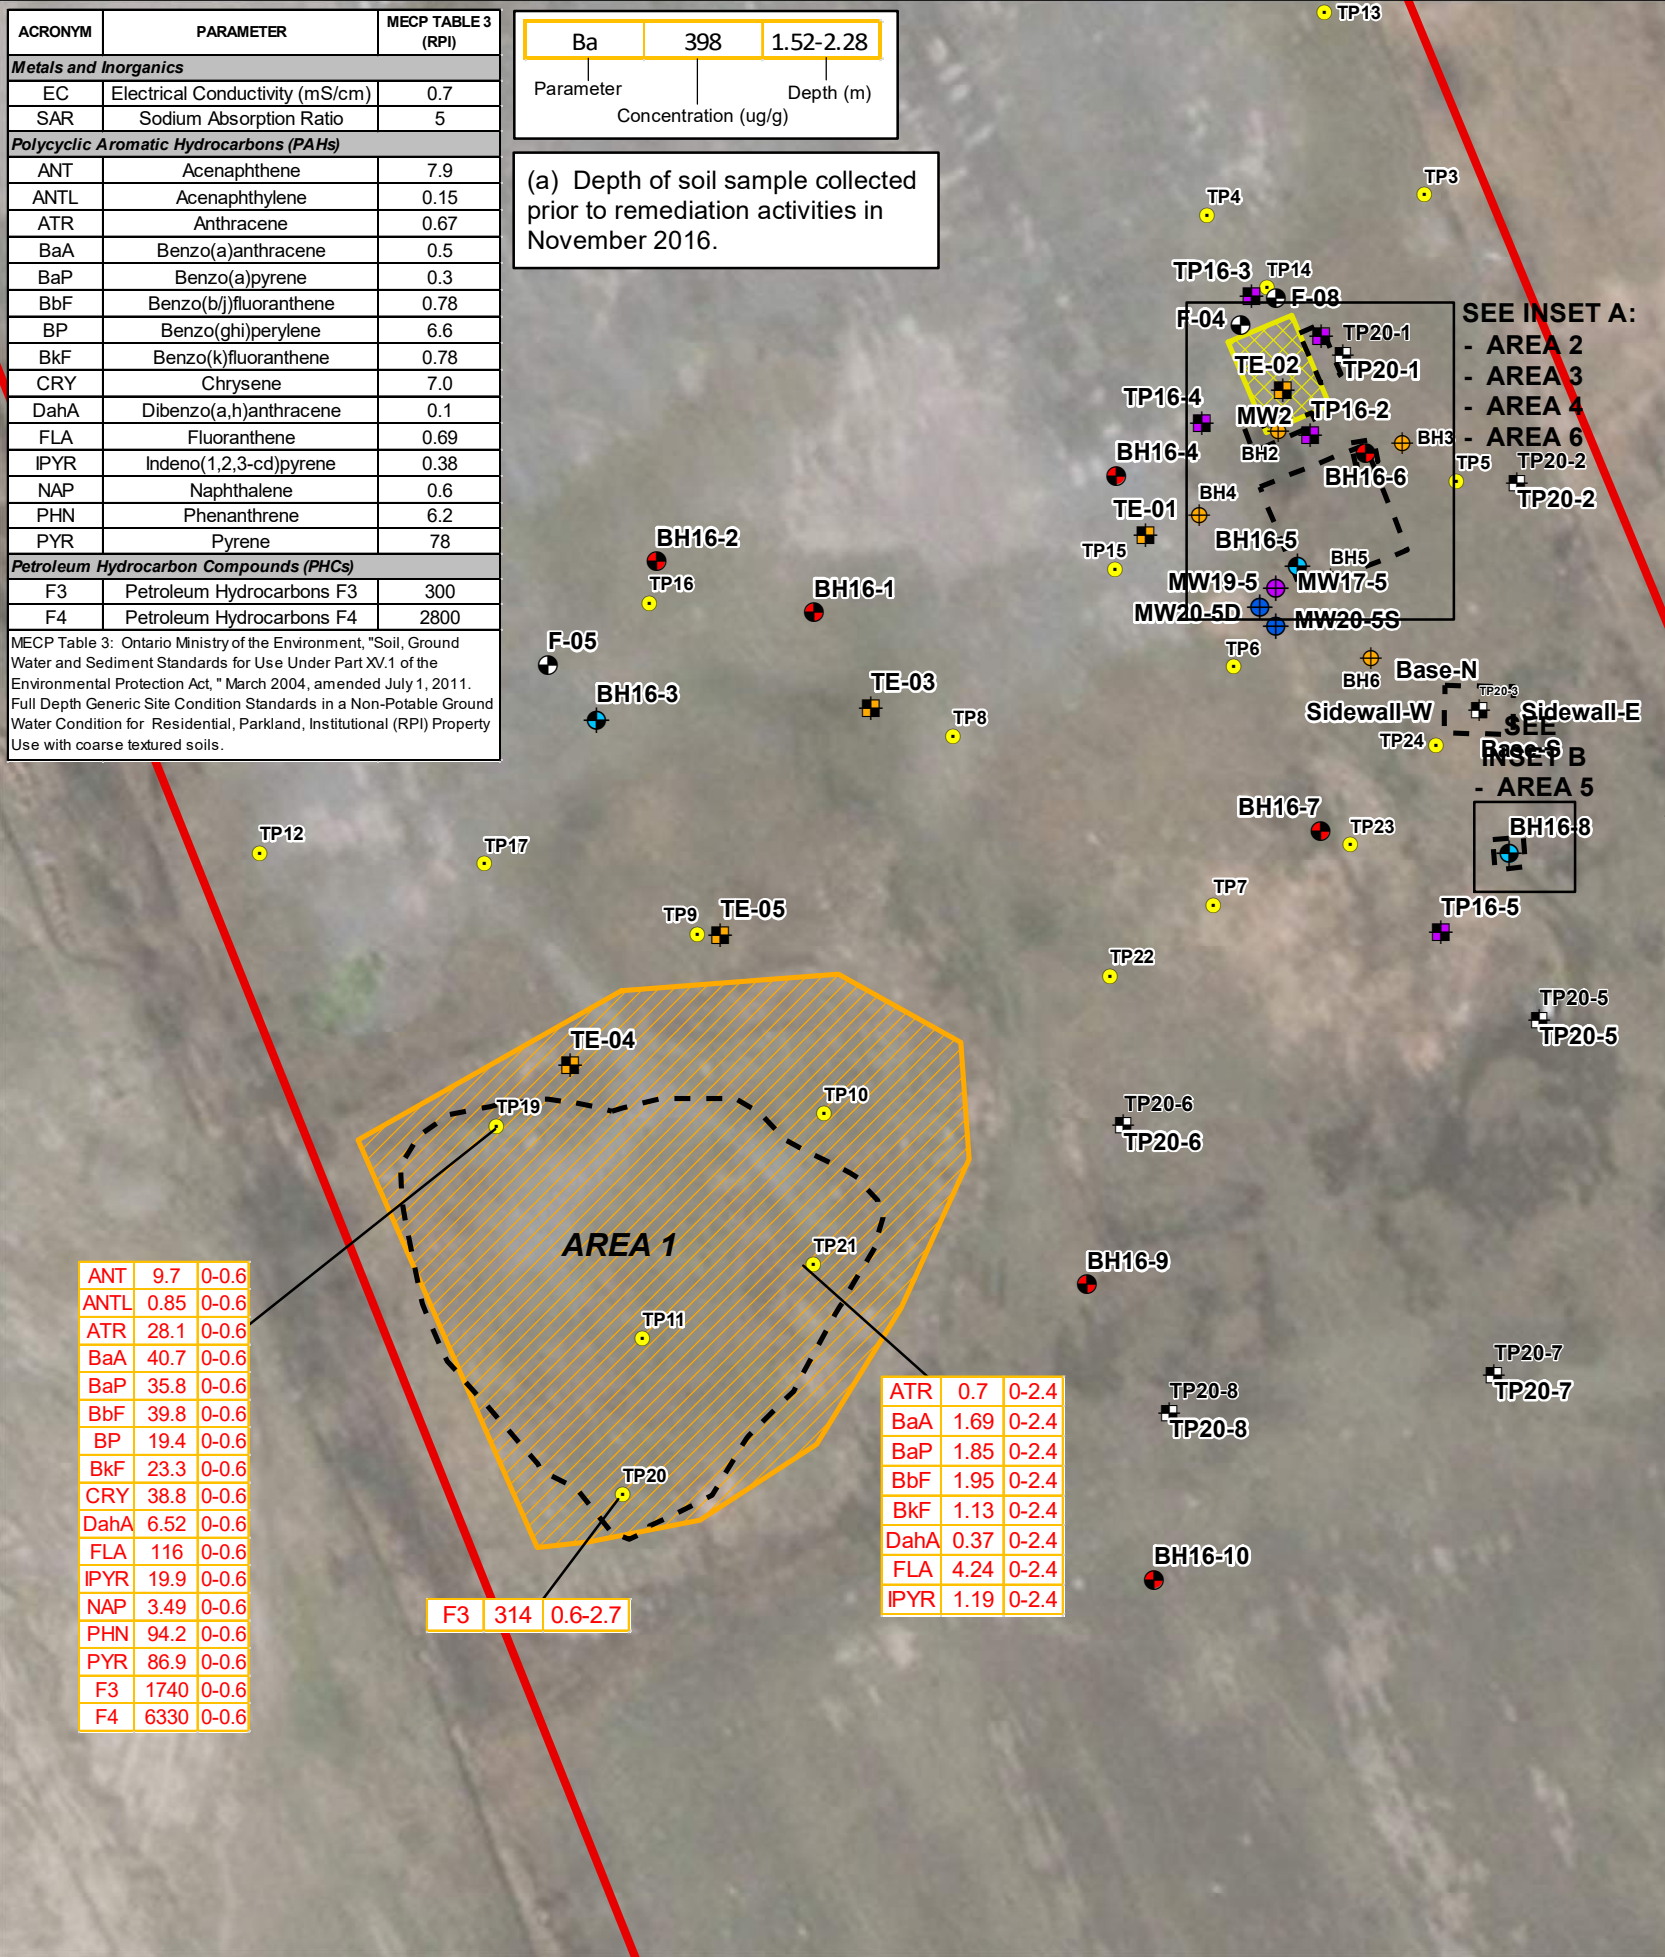 ACRONYM PARAMETER MECP TABLE 3 (RPI)
Metals and Inorganics
EC Electrical Conductivity (mS/cm) 0.7
SAR Sodium Absorption Ratio 5
Polycyclic Aromatic Hydrocarbons (PAHs)
ANT Acenaphthene 7.9
ANTL Acenaphthylene 0.15
ATR Anthracene 0.67
BaA Benzo(a)anthracene 0.5
BaP Benzo(a)pyrene 0.3
BbF Benzo(b/j)fluoranthene 0.78
BP Benzo(ghi)perylene 6.6
BkF Benzo(k)fluoranthene 0.78
CRY Chrysene 7.0
DahA Dibenzo(a,h)anthracene 0.1
FLA Fluoranthene 0.69
IPYR Indeno(1,2,3-cd)pyrene 0.38
NAP Naphthalene 0.6
PHN Phenanthrene 6.2
PYR Pyrene 78
Petroleum Hydrocarbon Compounds (PHCs)
F3 Petroleum Hydrocarbons F3 300
F4 Petroleum Hydrocarbons F4 2800
MECP Table 3: Ontario Ministry of the Environment, "Soil, Ground
Water and Sediment Standards for Use Under Part XV.1 of the
Environmental Protection Act, " March 2004, amended July 1, 2011.
Full Depth Generic Site Condition Standards in a Non-Potable Ground
Water Condition for Residential, Parkland, Institutional (RPI) Property
Use with coarse textured soils.
Ba 398 1.52-2.28
Parameter
Concentration (ug/g)
Depth (m)
(a) Depth of soil sample collected
prior to remediation activities in
November 2016.
TP13
TP3
TP4
TP16-3
TP14
F-08
F-04
TP20-1
TP20-1
TE-02
SEE INSET A:
- AREA 2
- AREA 3
- AREA 4
- AREA 6
TP16-4
MW2
TP16-2
BH3
BH2
BH16-4
BH16-6
TP5
TP20-2
TP20-2
BH4
TE-01
BH16-5
BH5
TP15
MW19-5
MW17-5
MW20-5D
MW20-5S
BH16-2
TP16
BH16-1
F-05
BH16-3
TE-03
TP8
TP6
BH6
Base-N
TP20-3
Sidewall-W
Sidewall-E
TP24
Base-S
SEE
INSET B
- AREA 5
BH16-8
BH16-7
TP23
TP12
TP17
TP7
TP16-5
TP9
TE-05
TP22
TP20-5
TP20-5
TE-04
TP19
TP10
TP20-6
TP20-6
AREA 1
TP21
TP11
BH16-9
TP20-7
TP20-7
TP20-8
TP20-8
TP20
BH16-10
ANT 9.7 0-0.6
ANTL 0.85 0-0.6
ATR 28.1 0-0.6
BaA 40.7 0-0.6
BaP 35.8 0-0.6
BbF 39.8 0-0.6
BP 19.4 0-0.6
BkF 23.3 0-0.6
CRY 38.8 0-0.6
DahA 6.52 0-0.6
FLA 116 0-0.6
IPYR 19.9 0-0.6
NAP 3.49 0-0.6
PHN 94.2 0-0.6
PYR 86.9 0-0.6
F3 1740 0-0.6
F4 6330 0-0.6
F3 314 0.6-2.7
ATR 0.7 0-2.4
BaA 1.69 0-2.4
BaP 1.85 0-2.4
BbF 1.95 0-2.4
BkF 1.13 0-2.4
DahA 0.37 0-2.4
FLA 4.24 0-2.4
IPYR 1.19 0-2.4